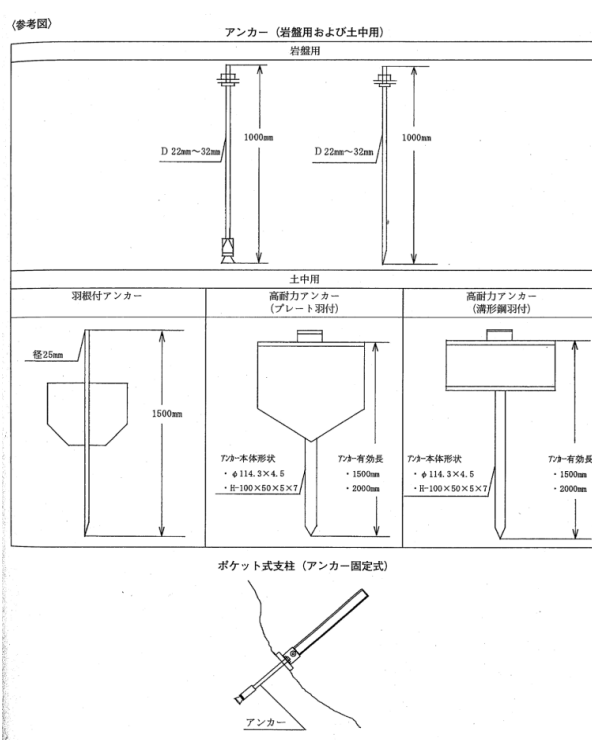 〈参考図〉
アンカー（岩盤用および土中用）
岩盤用
D 22mm～32mm
1000mm
D 22mm～32mm
1000mm
土中用
羽根付アンカー
径25mm
1500mm
高耐力アンカー
(プレート羽付)
アンカー本体形状
・φ114.3×4.5
・H-100×50×5×7
アンカー有効長
・1500mm
・2000mm
高耐力アンカー
(溝形鋼羽付)
アンカー本体形状
・φ114.3×4.5
・H-100×50×5×7
アンカー有効長
・1500mm
・2000mm
ポケット式支柱（アンカー固定式）
アンカー